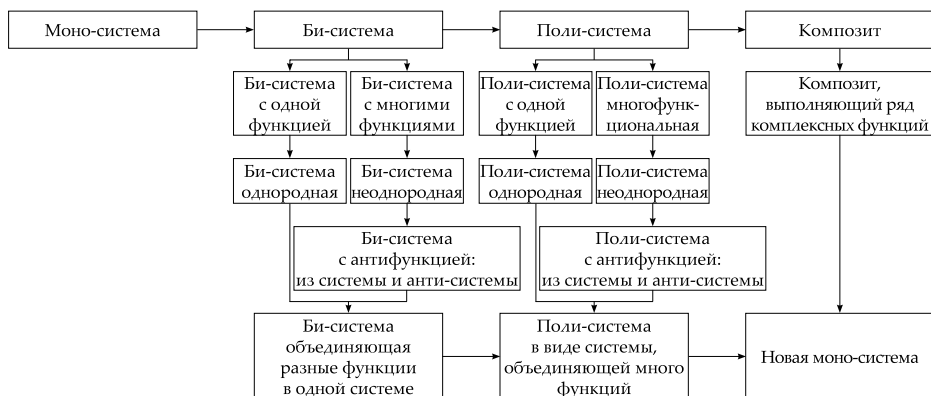 Моно-система
Би-система
Поли-система
Композит
Би-система
с одной
функцией
Би-система
с многими
функциями
Поли-система
с одной
функцией
Поли-система
многофунк-
циональная
Композит,
выполняющий ряд
комплексных функций
Би-система
однородная
Би-система
неоднородная
Поли-система
однородная
Поли-система
неоднородная
Би-система
с антифункцией:
из системы и анти-системы
Поли-система
с антифункцией:
из системы и анти-системы
Би-система
объединяющая
разные функции
в одной системе
Поли-система
в виде системы,
объединяющей много
функций
Новая моно-система